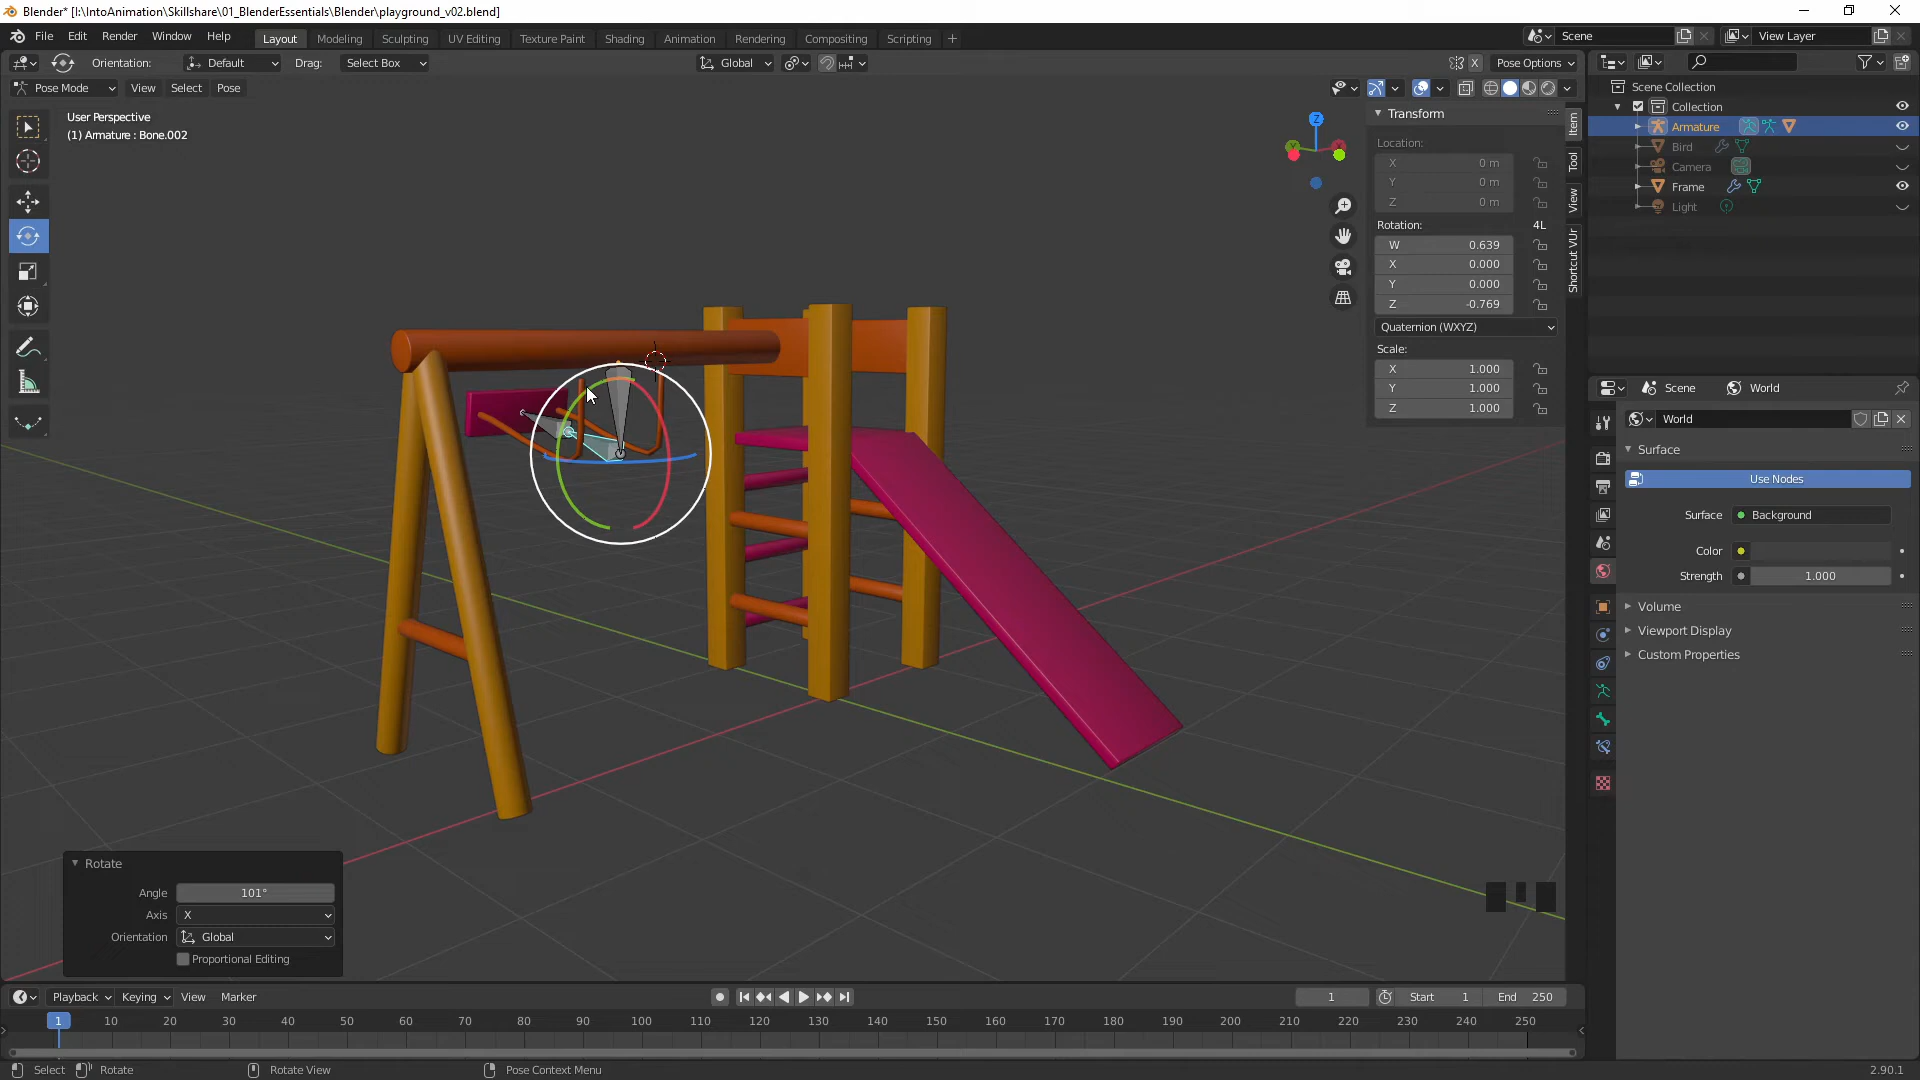 Blender* [I:\IntoAnimation\Skillshare\01_BlenderEssentials\Blender\playground_v02.blend]
File Edit Render Window Help Layout Modeling Sculpting UV Editing Texture Paint Shading Animation Rendering Compositing Scripting + Scene View Layer
Orientation: Default Drag: Select Box Global X Pose Options
Pose Mode View Select Pose
User Perspective
(1) Armature : Bone.002
Z
Transform
Location:
X 0 m
Y 0 m
Z 0 m
Rotation: 4L
W 0.639
X 0.000
Y 0.000
Z -0.769
Quaternion (WXYZ)
Scale:
X 1.000
Y 1.000
Z 1.000
Item
Tool
View
Shortcut VUr
Scene Collection
Collection
Armature
Bird
Camera
Frame
Light
Scene World
World
Surface
Use Nodes
Surface Background
Color
Strength 1.000
Volume
Viewport Display
Custom Properties
Rotate
Angle 101°
Axis X
Orientation Global
Proportional Editing
Playback Keying View Marker 1 Start 1 End 250
1 10 20 30 40 50 60 70 80 90 100 110 120 130 140 150 160 170 180 190 200 210 220 230 240 250
Select Rotate Rotate View Pose Context Menu 2.90.1